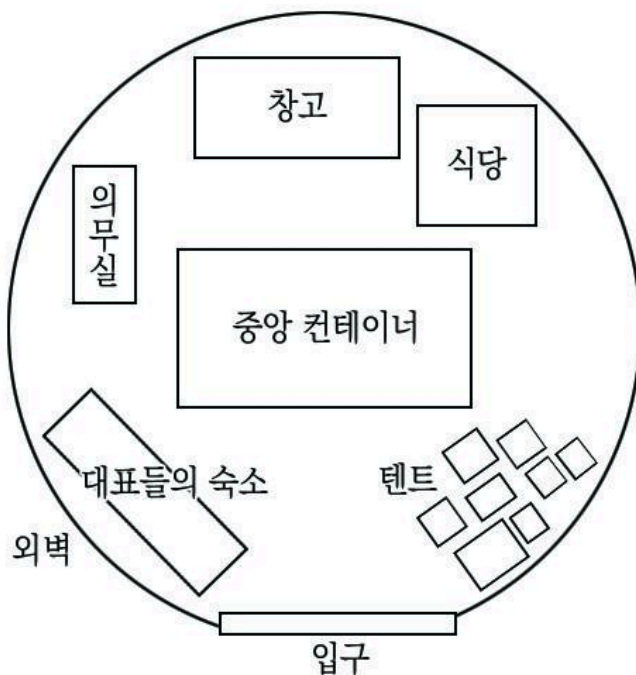 창고
식당
의무실
중앙 컨테이너
대표들의 숙소
텐트
외벽
입구